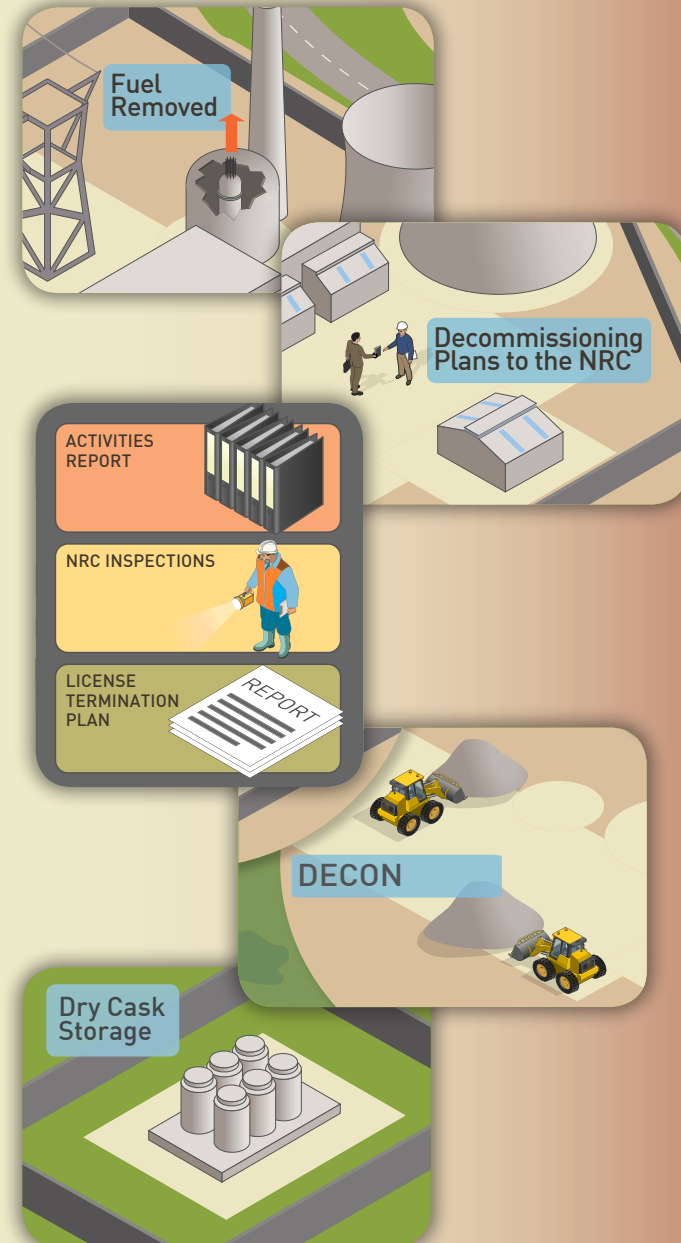 Fuel
Removed
Decommissioning
Plans to the NRC
ACTIVITIES
REPORT
NRC INSPECTIONS
LICENSE
TERMINATION
PLAN
REPORT
DECON
Dry Cask
Storage